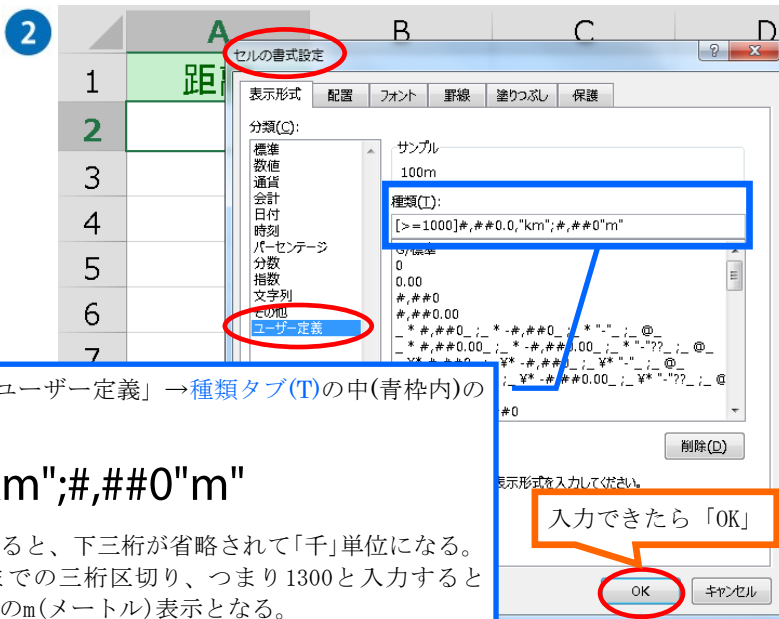 2
A B C D
セルの書式設定
1 距離
2
3
4
5
6
7
表示形式 配置 フォント 罫線 塗りつぶし 保護
分類(C):
標準
数値
通貨
会計
日付
時刻
パーセンテージ
分数
指数
文字列
その他
ユーザー定義
サンプル
100m
種類(T):
[>=1000]#,##0.0,"km";#,##0"m"
G/標準
0
0.00
#,##0
#,##0.00
_ * #,##0_ ;_ * -#,##0_ ;_ * "-"_ ;_ @_
_ * #,##0.00_ ;_ * -#,##0.00_ ;_ * "-"??_ ;_ @_
#0
削除(D)
表示形式を入力してください。
ユーザー定義」→種類タブ(T)の中(青枠内)の
m";#,##0"m"
ると、下三桁が省略されて「千」単位になる。
までの三桁区切り、つまり1300と入力すると
のm(メートル)表示となる。
入力できたら「OK」
OK キャンセル